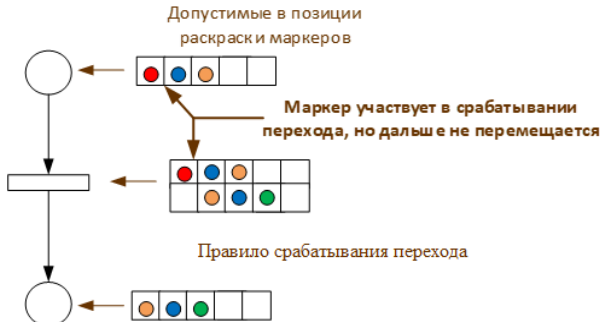 Допустимые в позиции
раскраски маркеров
Маркер участвует в срабатывании
перехода, но дальше не перемещается
Правило срабатывания перехода